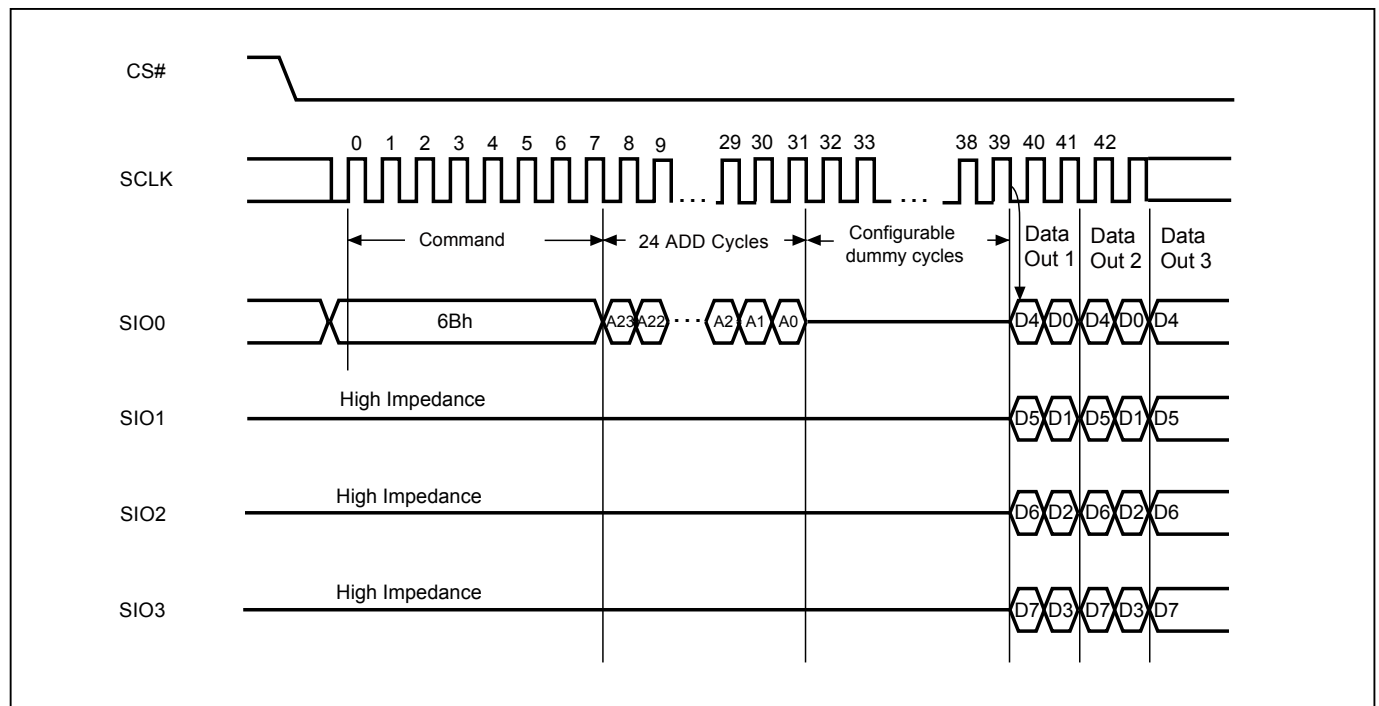 CS#
0 1 2 3 4 5 6 7 8 9 29 30 31 32 33 38 39 40 41 42
SCLK
. . . . . .
Command
24 ADD Cycles
Configurable
dummy cycles
Data
Out 1
Data
Out 2
Data
Out 3
SIO0
6Bh
A23 A22 . . . A2 A1 A0
D4 D0 D4 D0 D4
High Impedance
SIO1
D5 D1 D5 D1 D5
High Impedance
SIO2
D6 D2 D6 D2 D6
High Impedance
SIO3
D7 D3 D7 D3 D7